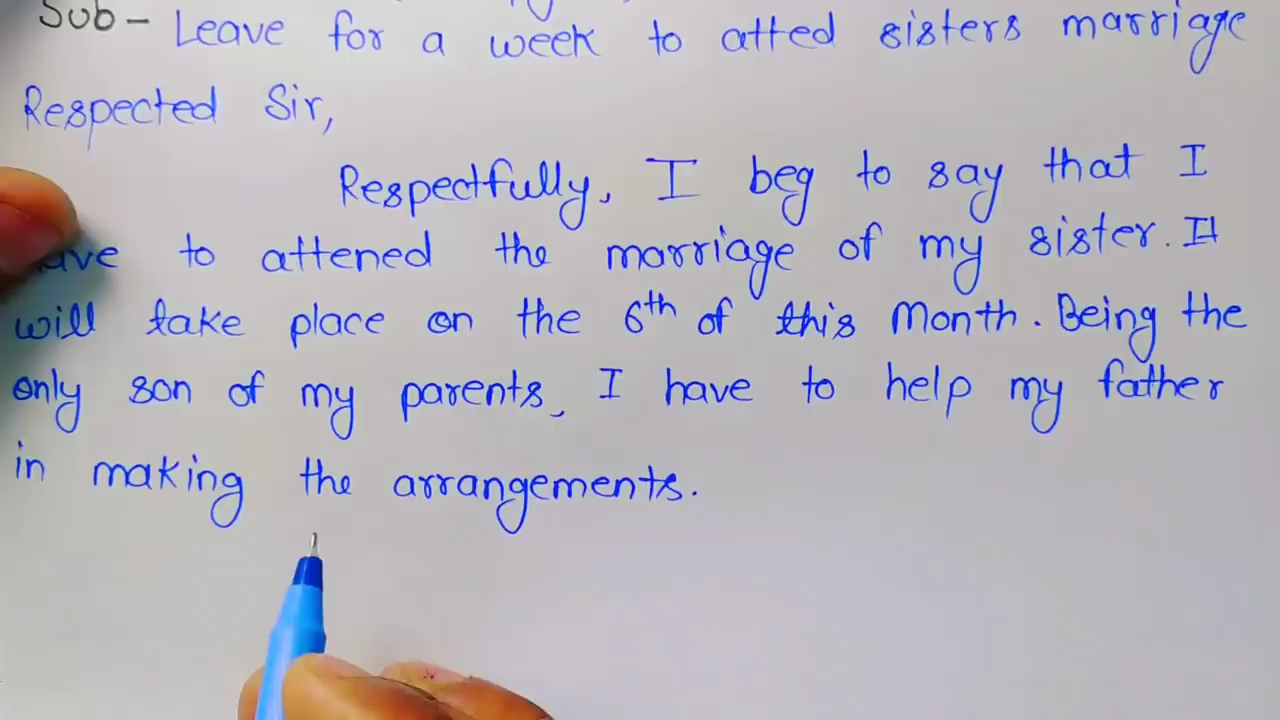 Sub - Leave for a week to atted sisters marriage
Respected Sir,
Respectfully, I beg to say that I
ave to attened the marriage of my sister. It
will take place on the 6th of this Month. Being the
only son of my parents, I have to help my father
in making the arrangements.